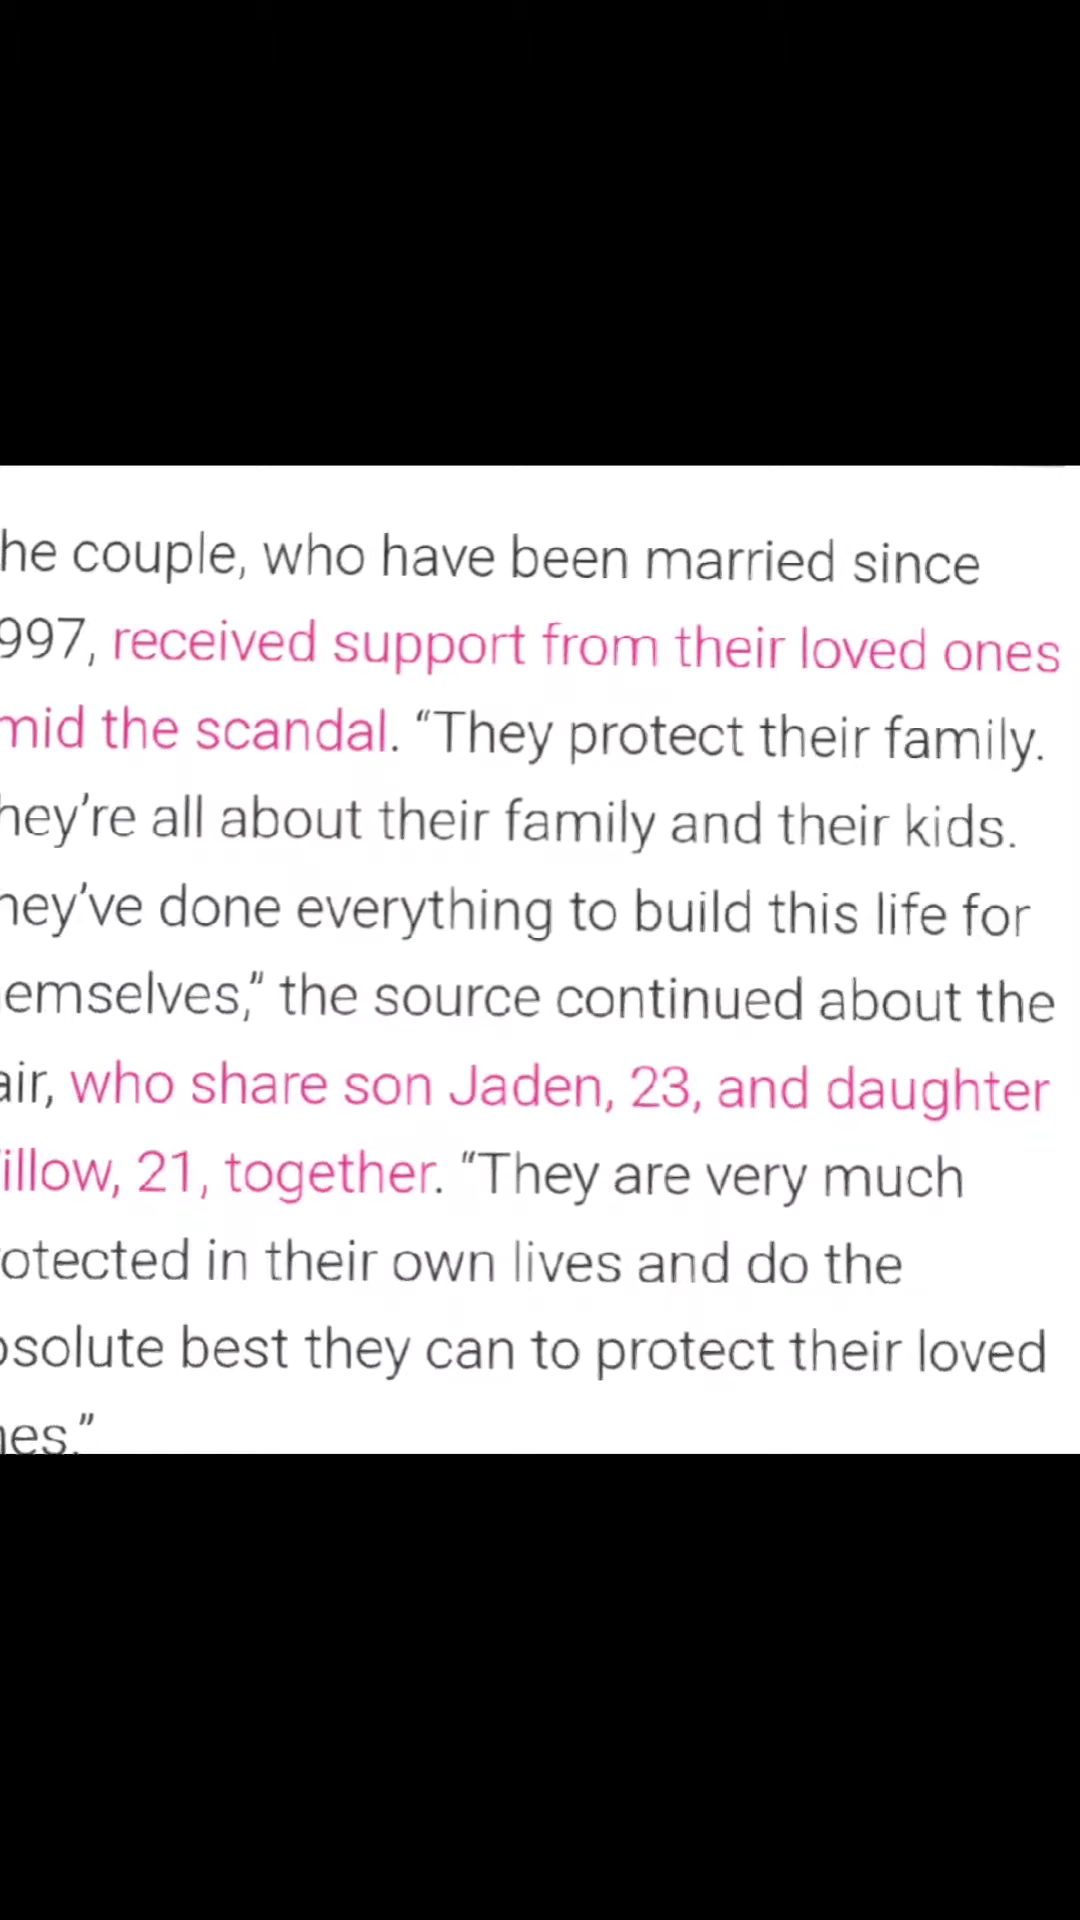 he couple, who have been married since
997, received support from their loved ones
mid the scandal. “They protect their family.
hey’re all about their family and their kids.
hey’ve done everything to build this life for
emselves,” the source continued about the
air, who share son Jaden, 23, and daughter
illow, 21, together. “They are very much
otected in their own lives and do the
bsolute best they can to protect their loved
nes.”